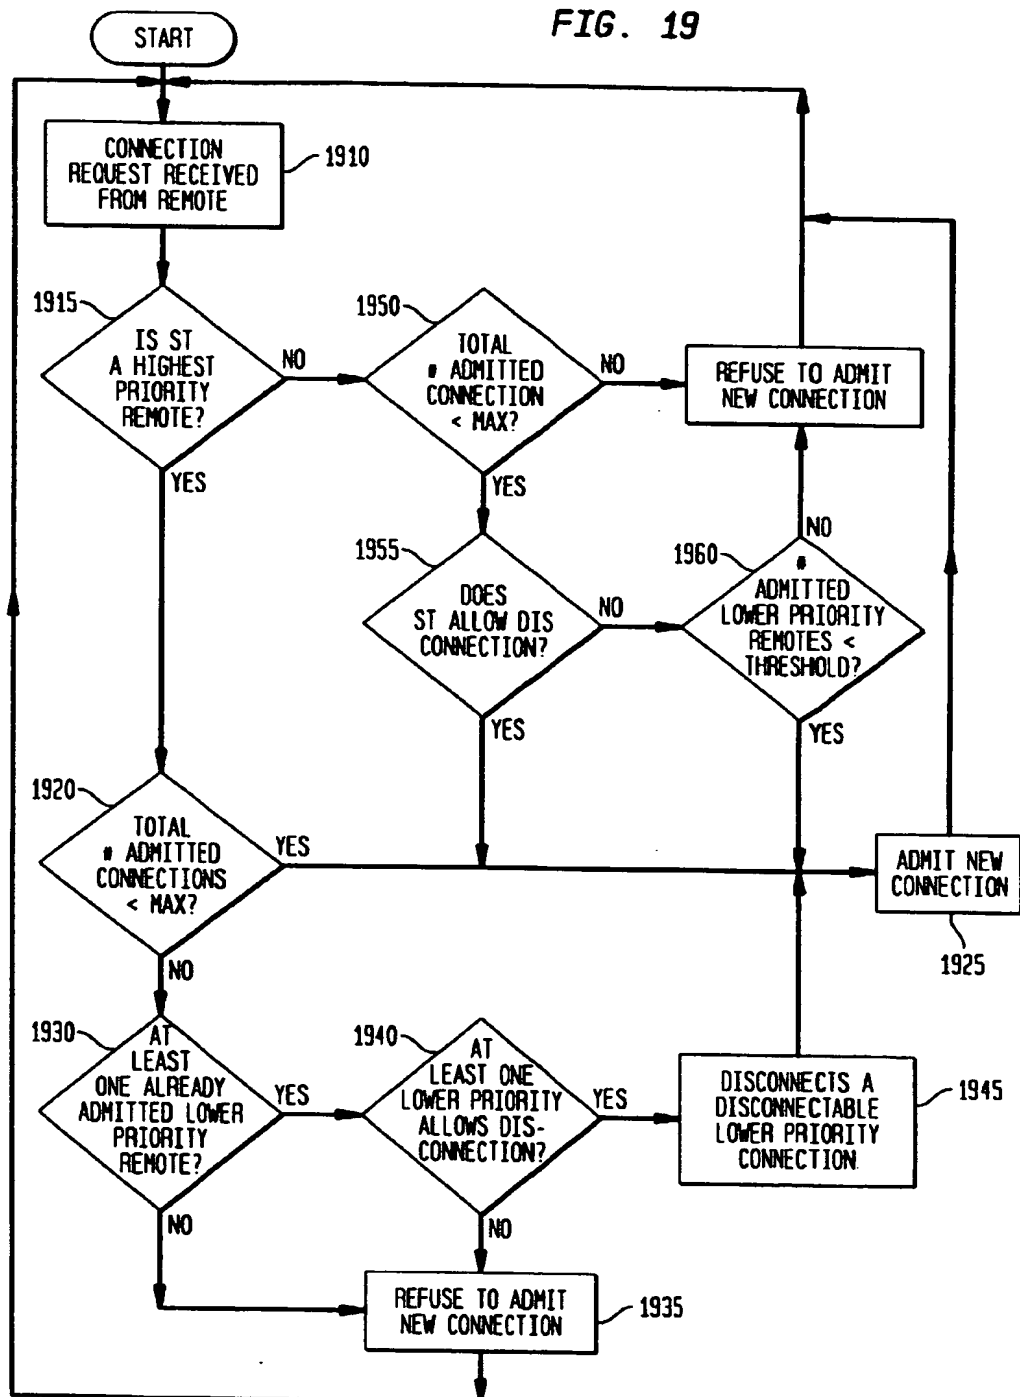 FIG. 19
START
CONNECTION
REQUEST RECEIVED
FROM REMOTE
1910
1915
IS ST
A HIGHEST
PRIORITY
REMOTE?
NO
YES
1950
TOTAL
# ADMITTED
CONNECTION
< MAX?
NO
YES
REFUSE TO ADMIT
NEW CONNECTION
1955
DOES
ST ALLOW DIS
CONNECTION?
NO
YES
1960
NO
#
ADMITTED
LOWER PRIORITY
REMOTES <
THRESHOLD?
YES
1920
TOTAL
# ADMITTED
CONNECTIONS
< MAX?
YES
NO
ADMIT NEW
CONNECTION
1925
1930
AT
LEAST
ONE ALREADY
ADMITTED LOWER
PRIORITY
REMOTE?
YES
NO
1940
AT
LEAST ONE
LOWER PRIORITY
ALLOWS DIS-
CONNECTION?
YES
NO
DISCONNECTS A
DISCONNECTABLE
LOWER PRIORITY
CONNECTION
1945
REFUSE TO ADMIT
NEW CONNECTION
1935